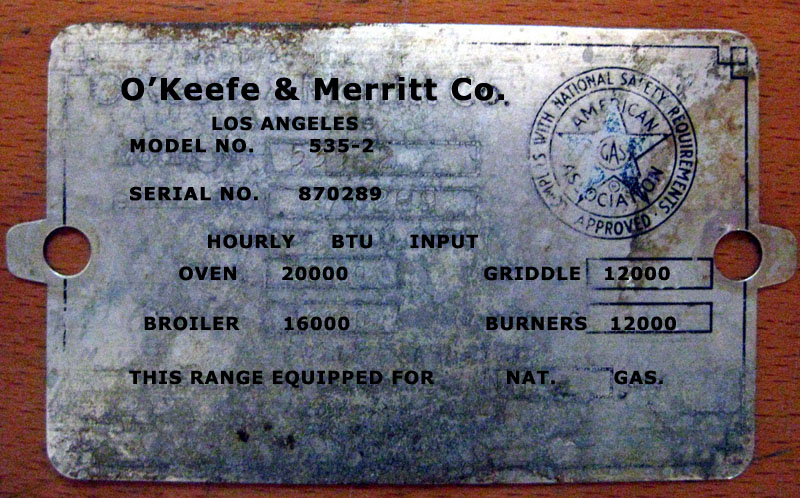 O'Keefe & Merritt Co.
LOS ANGELES
MODEL NO. 535-2
SERIAL NO. 870289
HOURLY BTU INPUT
OVEN 20000 GRIDDLE 12000
BROILER 16000 BURNERS 12000
THIS RANGE EQUIPPED FOR NAT. GAS.
WITH NATIONAL SAFETY REQUIREMENTS
APPROVED
AMERICAN
GAS
ASSOCIATION